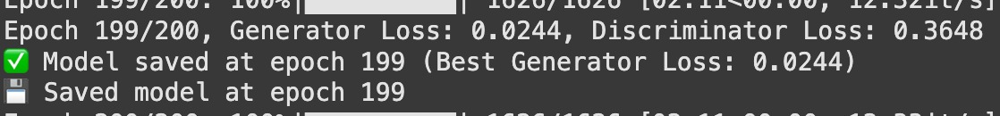 Epoch 199/200: 100%| | 1626/1626 [02:11<00:00, 12.32it/s]
Epoch 199/200, Generator Loss: 0.0244, Discriminator Loss: 0.3648
✅ Model saved at epoch 199 (Best Generator Loss: 0.0244)
💾 Saved model at epoch 199